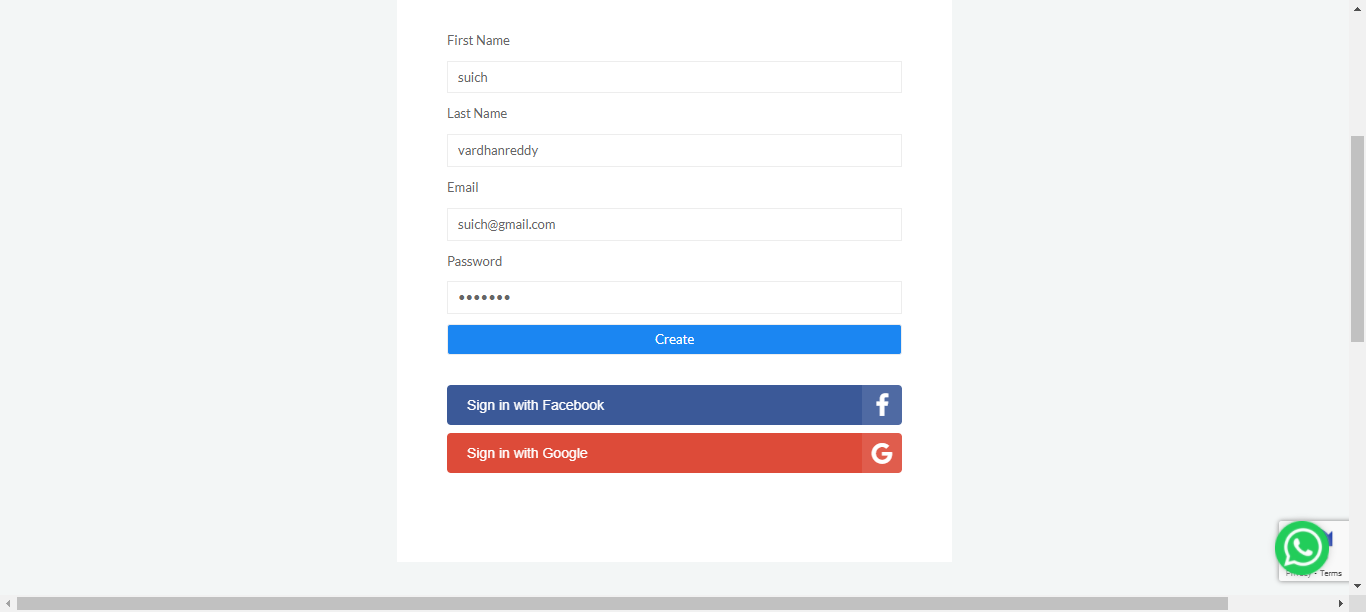 First Name
suich
Last Name
vardhanreddy
Email
suich@gmail.com
Password
•••••••
Create
Sign in with Facebook
Sign in with Google
Privacy - Terms